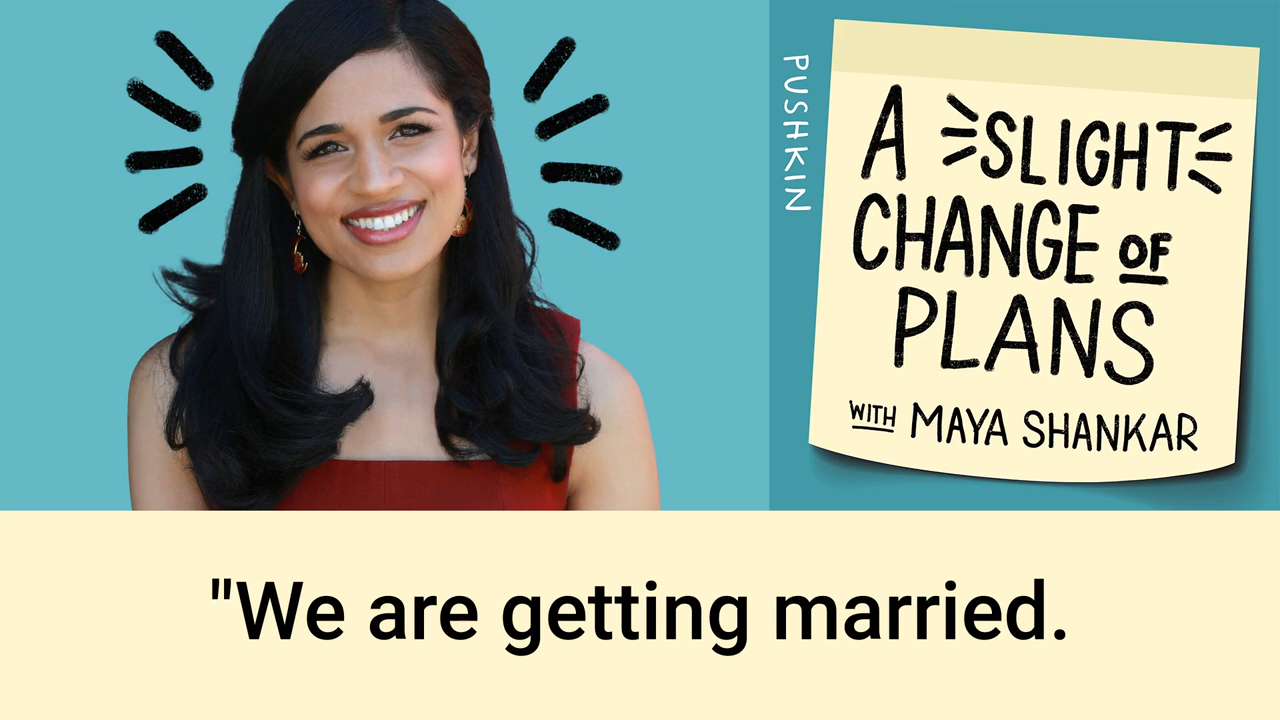 PUSHKIN
A SLIGHT
CHANGE OF
PLANS
WITH MAYA SHANKAR
"We are getting married.